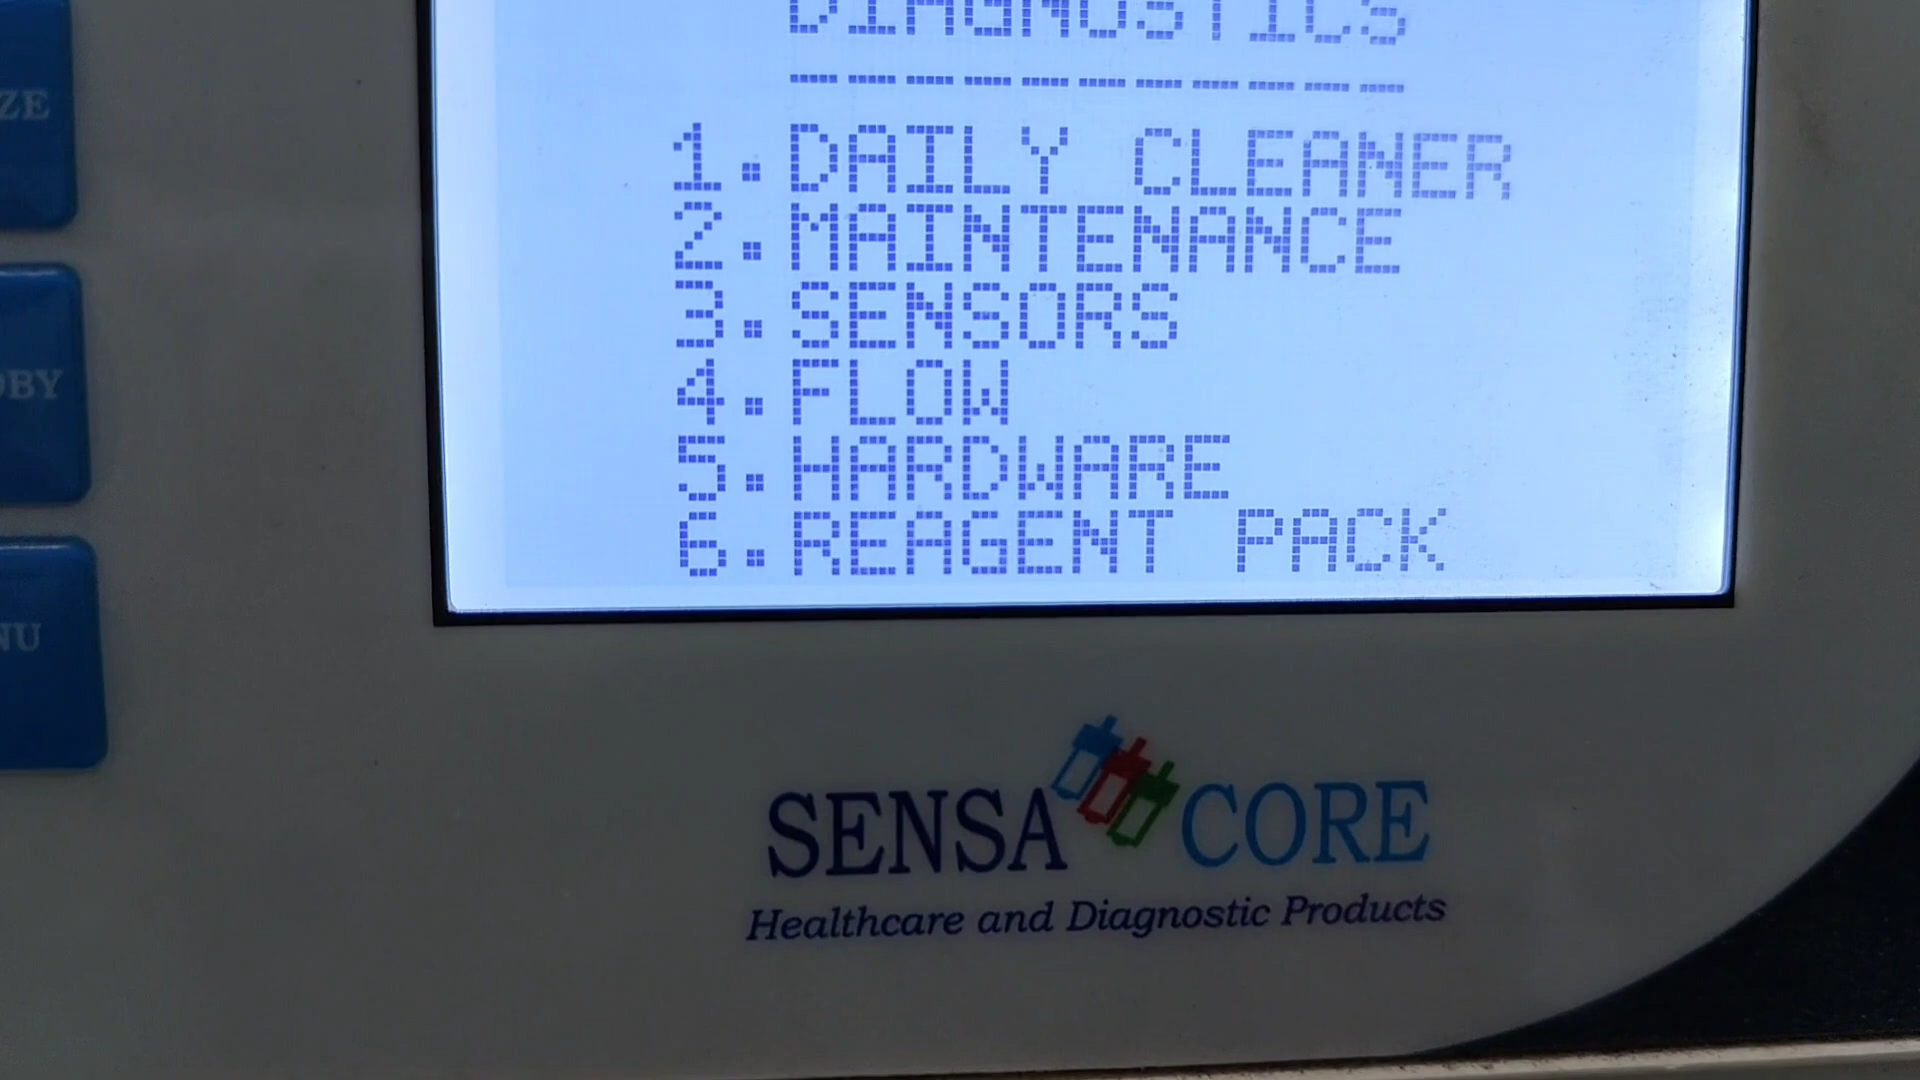 DIAGNOSTICS
-----------
1.DAILY CLEANER
2.MAINTENANCE
3.SENSORS
4.FLOW
5.HARDWARE
6.REAGENT PACK
SENSA CORE
Healthcare and Diagnostic Products